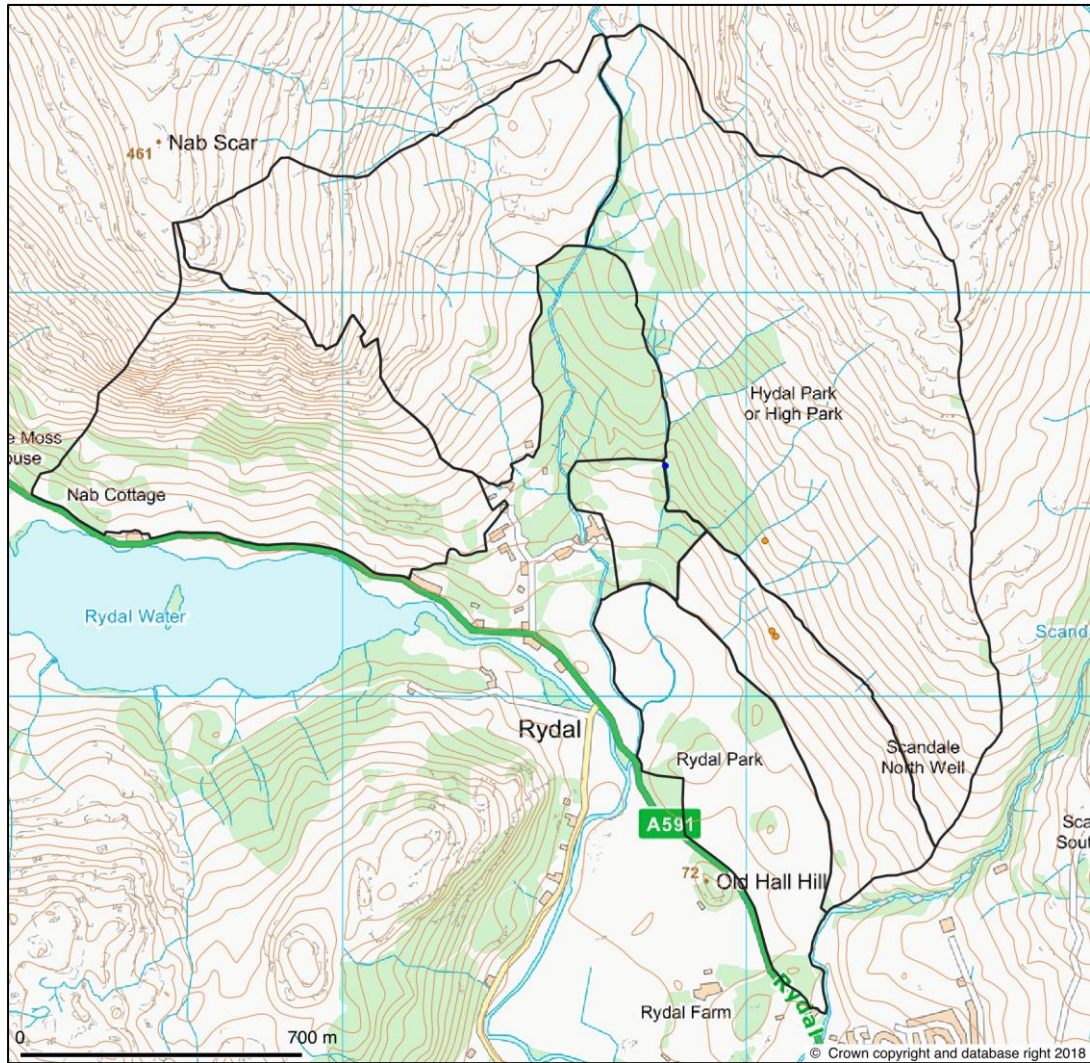 461
Nab Scar
Hydal Park
or High Park
e Moss
ouse
Nab Cottage
Rydal Water
Scand
Rydal
Rydal Park
Scandale
North Well
A591
Sca
Sout
72
Old Hall Hill
Rydal Farm
Rydal
0
700 m
© Crown copyright and database right 2018